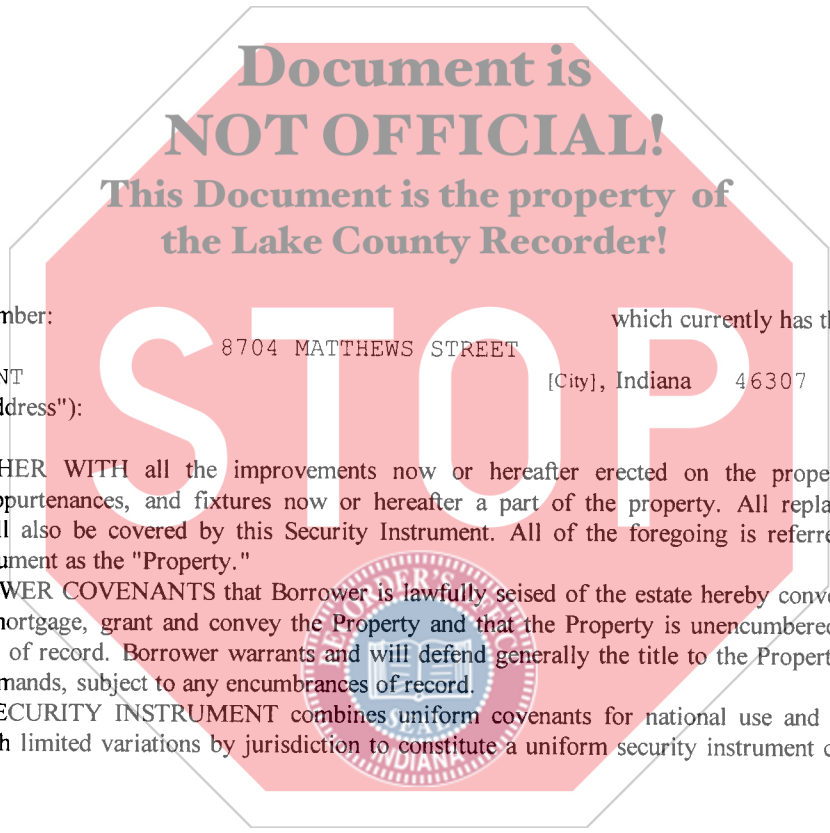 Document is
NOT OFFICIAL!
This Document is the property of
the Lake County Recorder!
STOP
mber:
which currently has th
8704 MATTHEWS STREET
NT
[City], Indiana 46307
ddress"):
HER WITH all the improvements now or hereafter erected on the prope
ppurtenances, and fixtures now or hereafter a part of the property. All repla
ll also be covered by this Security Instrument. All of the foregoing is referre
ument as the "Property."
WER COVENANTS that Borrower is lawfully seised of the estate hereby conve
nortgage, grant and convey the Property and that the Property is unencumbered
of record. Borrower warrants and will defend generally the title to the Propert
mands, subject to any encumbrances of record.
ECURITY INSTRUMENT combines uniform covenants for national use and
h limited variations by jurisdiction to constitute a uniform security instrument c
SEAL
INDIANA